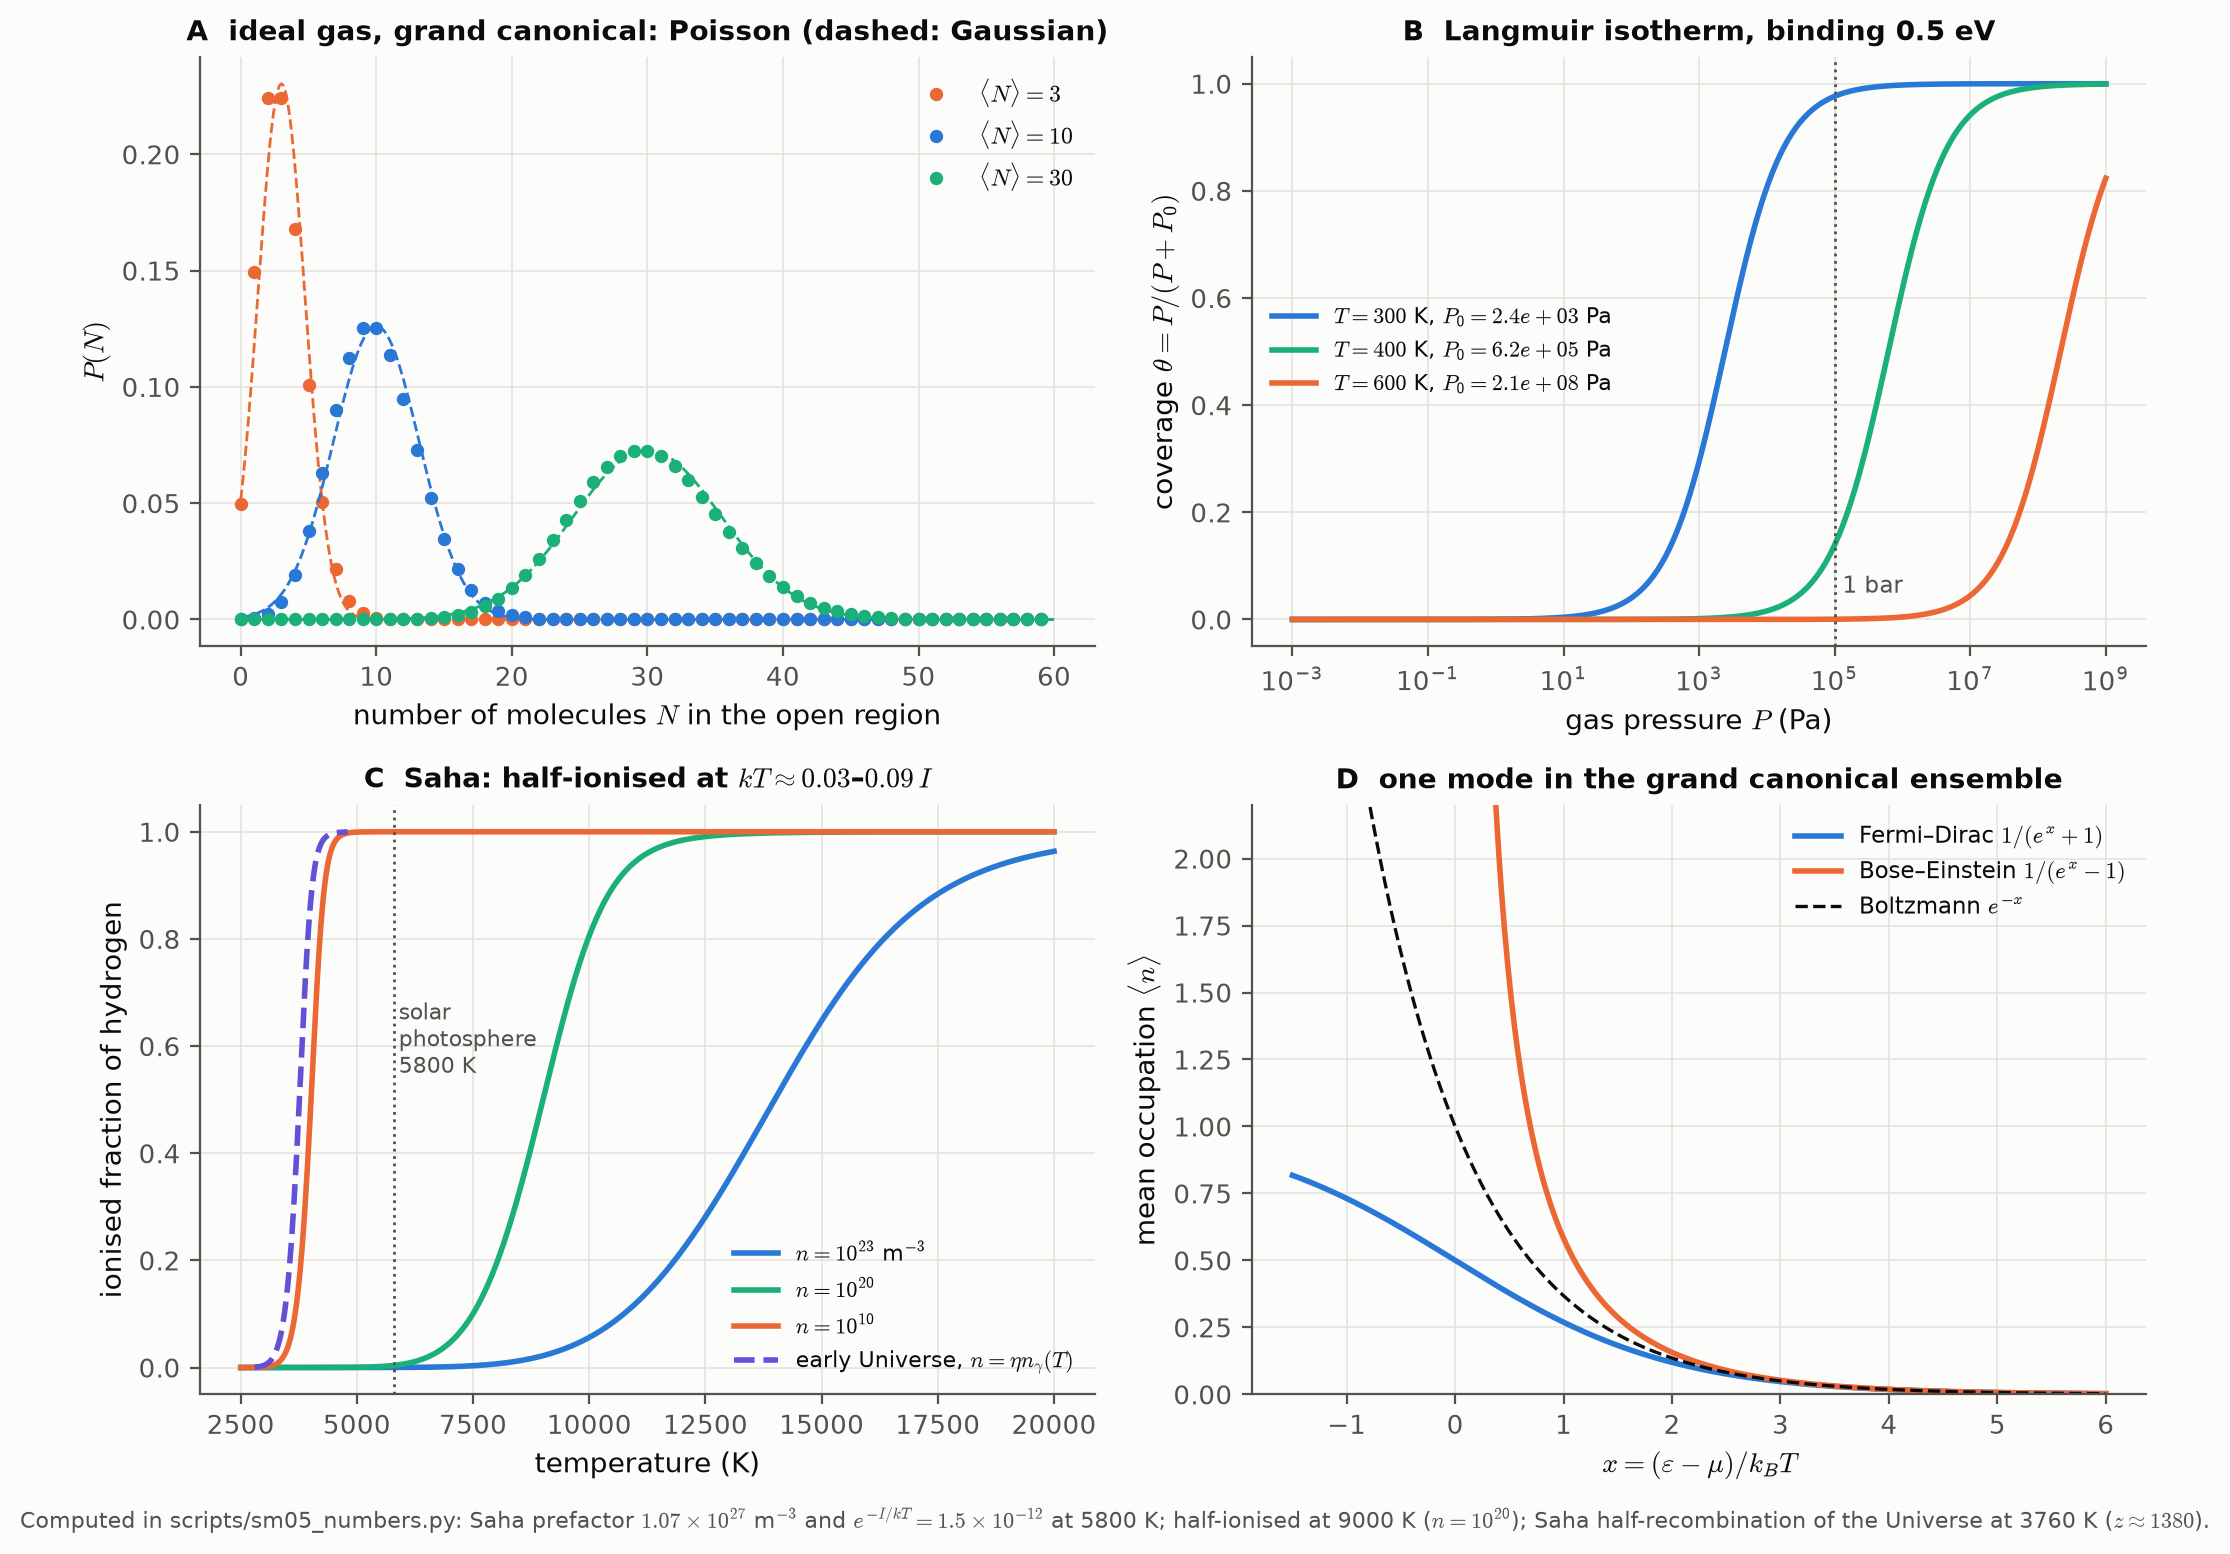 A ideal gas, grand canonical: Poisson (dashed: Gaussian)
⟨N⟩ = 3
⟨N⟩ = 10
⟨N⟩ = 30
P(N)
0.20
0.15
0.10
0.05
0.00
0 10 20 30 40 50 60
number of molecules N in the open region
B Langmuir isotherm, binding 0.5 eV
coverage θ = P/(P + P₀)
1.0
0.8
0.6
0.4
0.2
0.0
T = 300 K, P₀ = 2.4e + 03 Pa
T = 400 K, P₀ = 6.2e + 05 Pa
T = 600 K, P₀ = 2.1e + 08 Pa
1 bar
10⁻³ 10⁻¹ 10¹ 10³ 10⁵ 10⁷ 10⁹
gas pressure P (Pa)
C Saha: half-ionised at kT ≈ 0.03–0.09 I
ionised fraction of hydrogen
1.0
0.8
0.6
0.4
0.2
0.0
solar
photosphere
5800 K
n = 10²³ m⁻³
n = 10²⁰
n = 10¹⁰
early Universe, n = ηnᵧ(T)
2500 5000 7500 10000 12500 15000 17500 20000
temperature (K)
D one mode in the grand canonical ensemble
mean occupation ⟨n⟩
2.00
1.75
1.50
1.25
1.00
0.75
0.50
0.25
0.00
Fermi–Dirac 1/(eˣ + 1)
Bose–Einstein 1/(eˣ − 1)
Boltzmann e⁻ˣ
−1 0 1 2 3 4 5 6
x = (ε − μ)/k_BT
Computed in scripts/sm05_numbers.py: Saha prefactor 1.07 × 10²⁷ m⁻³ and e^{−I/kT} = 1.5 × 10⁻¹² at 5800 K; half-ionised at 9000 K (n = 10²⁰); Saha half-recombination of the Universe at 3760 K (z ≈ 1380).